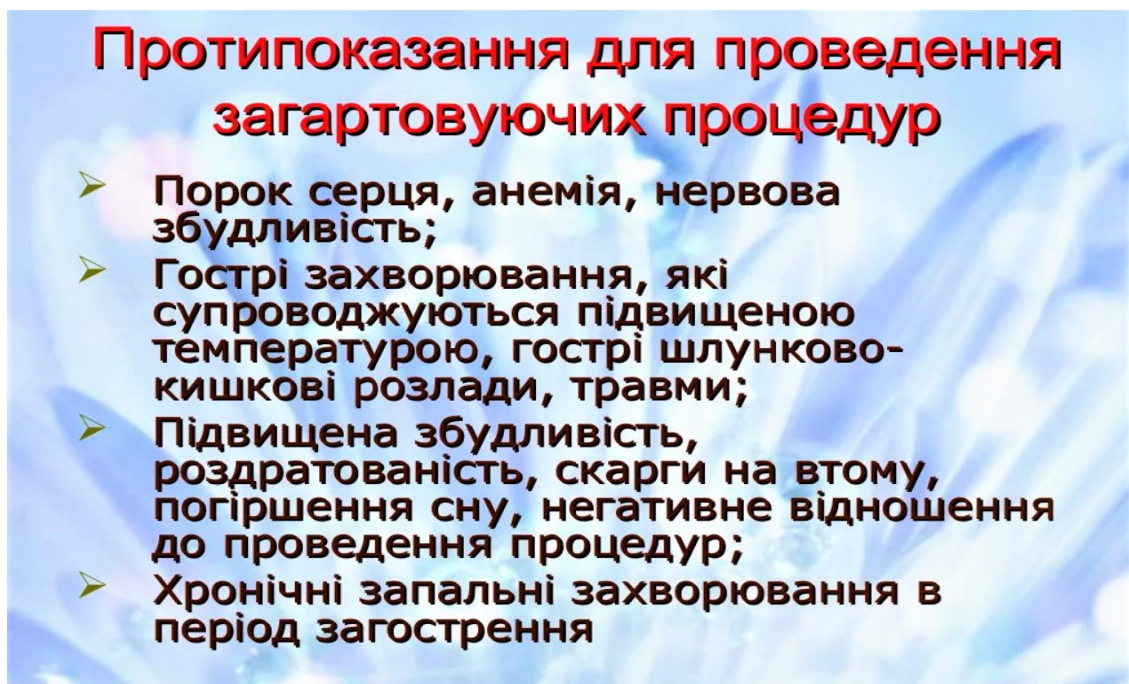 Протипоказання для проведення
загартовуючих процедур
Порок серця, анемія, нервова
збудливість;
Гострі захворювання, які
супроводжуються підвищеною
температурою, гострі шлунково-
кишкові розлади, травми;
Підвищена збудливість,
роздратованість, скарги на втому,
погіршення сну, негативне відношення
до проведення процедур;
Хронічні запальні захворювання в
період загострення